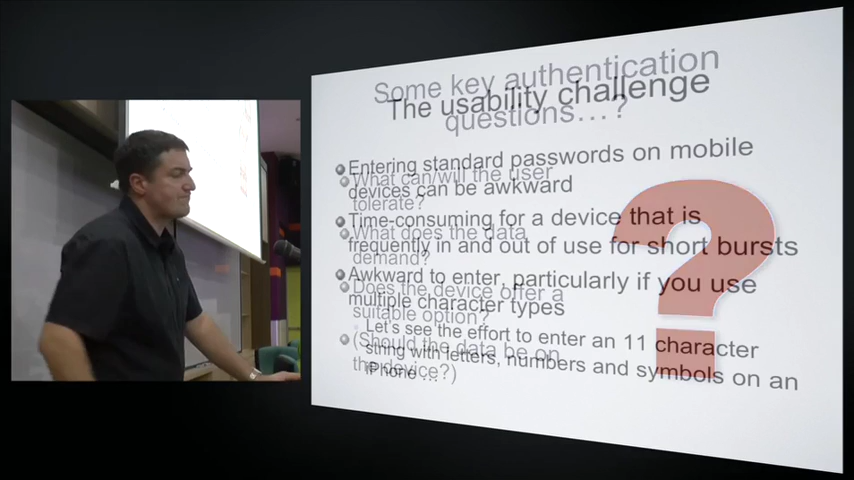 Some key authentication
questions...?
What can/will the user
tolerate?
What does the data
demand?
Does the device offer a
suitable option?
(Should the data be on
the device?)
The usability challenge
Entering standard passwords on mobile
devices can be awkward
Time-consuming for a device that is
frequently in and out of use for short bursts
Awkward to enter, particularly if you use
multiple character types
Let's see the effort to enter an 11 character
string with letters, numbers and symbols on an
iPhone ...
?